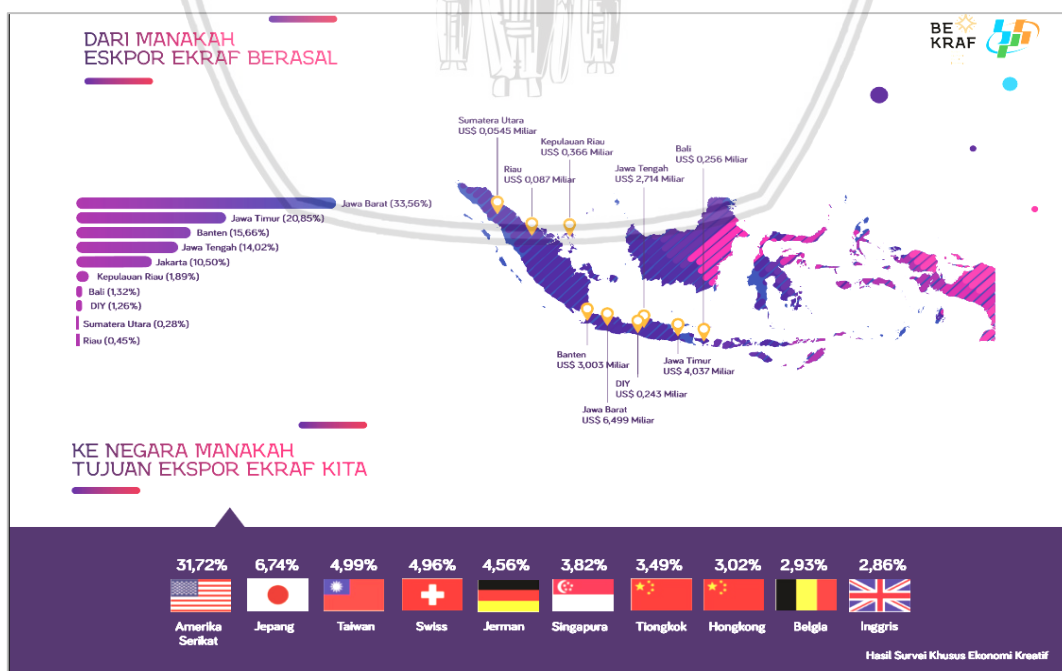 DARI MANAKAH
ESKPOR EKRAF BERASAL
BE
KRAF
Sumatera Utara
US$ 0,0545 Miliar
Kepulauan Riau
US$ 0,366 Miliar
Bali
US$ 0,256 Miliar
Riau
US$ 0,087 Miliar
Jawa Tengah
US$ 2,714 Miliar
Jawa Barat (33,56%)
Jawa Timur (20,85%)
Banten (15,66%)
Jawa Tengah (14,02%)
Jakarta (10,50%)
Kepulauan Riau (1,89%)
Bali (1,32%)
DIY (1,26%)
Sumatera Utara (0,28%)
Riau (0,45%)
Banten
US$ 3,003 Miliar
Jawa Timur
US$ 4,037 Miliar
DIY
US$ 0,243 Miliar
Jawa Barat
US$ 6,499 Miliar
KE NEGARA MANAKAH
TUJUAN EKSPOR EKRAF KITA
31,72% 6,74% 4,99% 4,96% 4,56% 3,82% 3,49% 3,02% 2,93% 2,86%
Amerika Serikat Jepang Taiwan Swiss Jerman Singapura Tiongkok Hongkong Belgia Inggris
Hasil Survei Khusus Ekonomi Kreatif